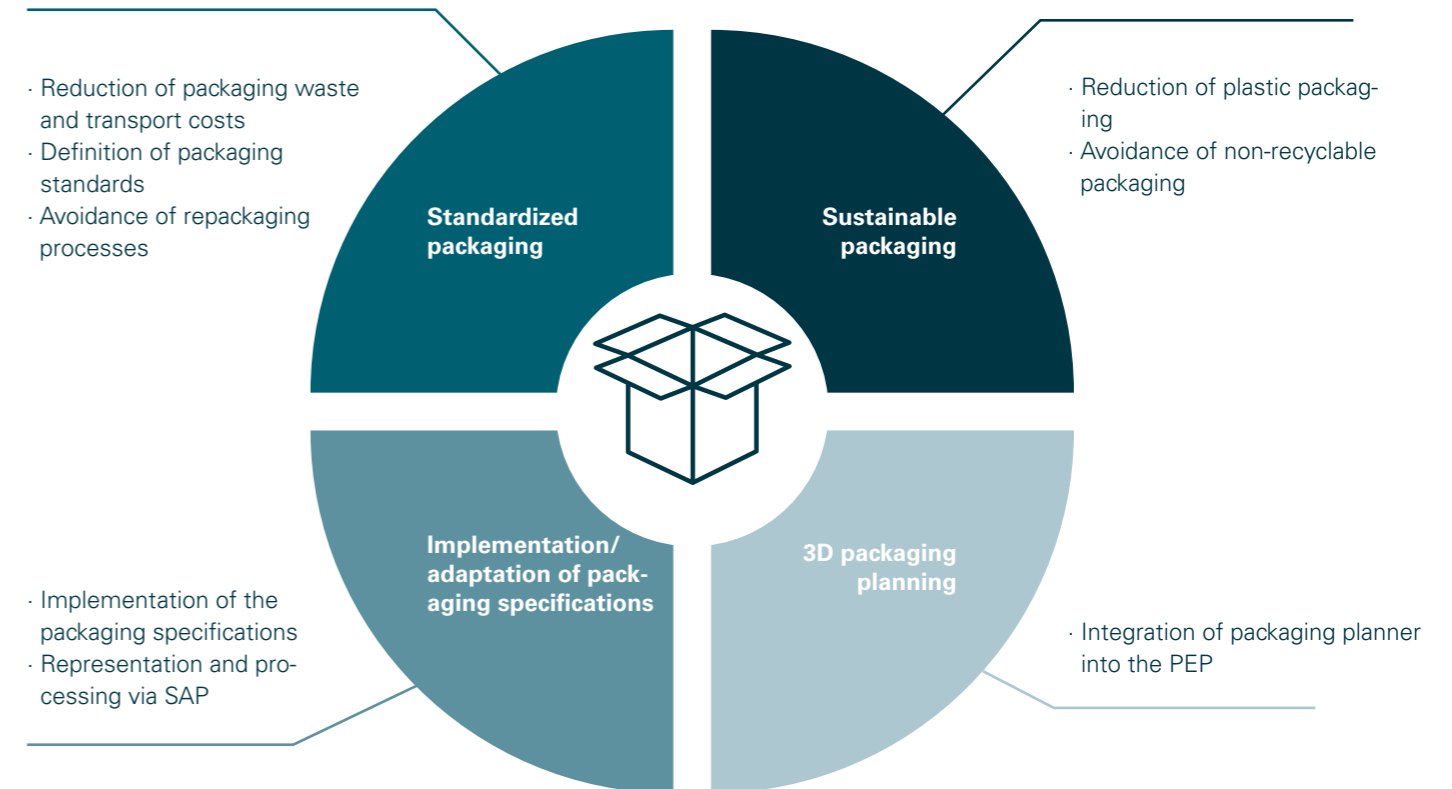 · Reduction of packaging waste
and transport costs
· Definition of packaging
standards
· Avoidance of repackaging
processes
Standardized
packaging
Sustainable
packaging
· Reduction of plastic packag-
ing
· Avoidance of non-recyclable
packaging
· Implementation of the
packaging specifications
· Representation and pro-
cessing via SAP
Implementation/
adaptation of pack-
aging specifications
3D packaging
planning
· Integration of packaging planner
into the PEP